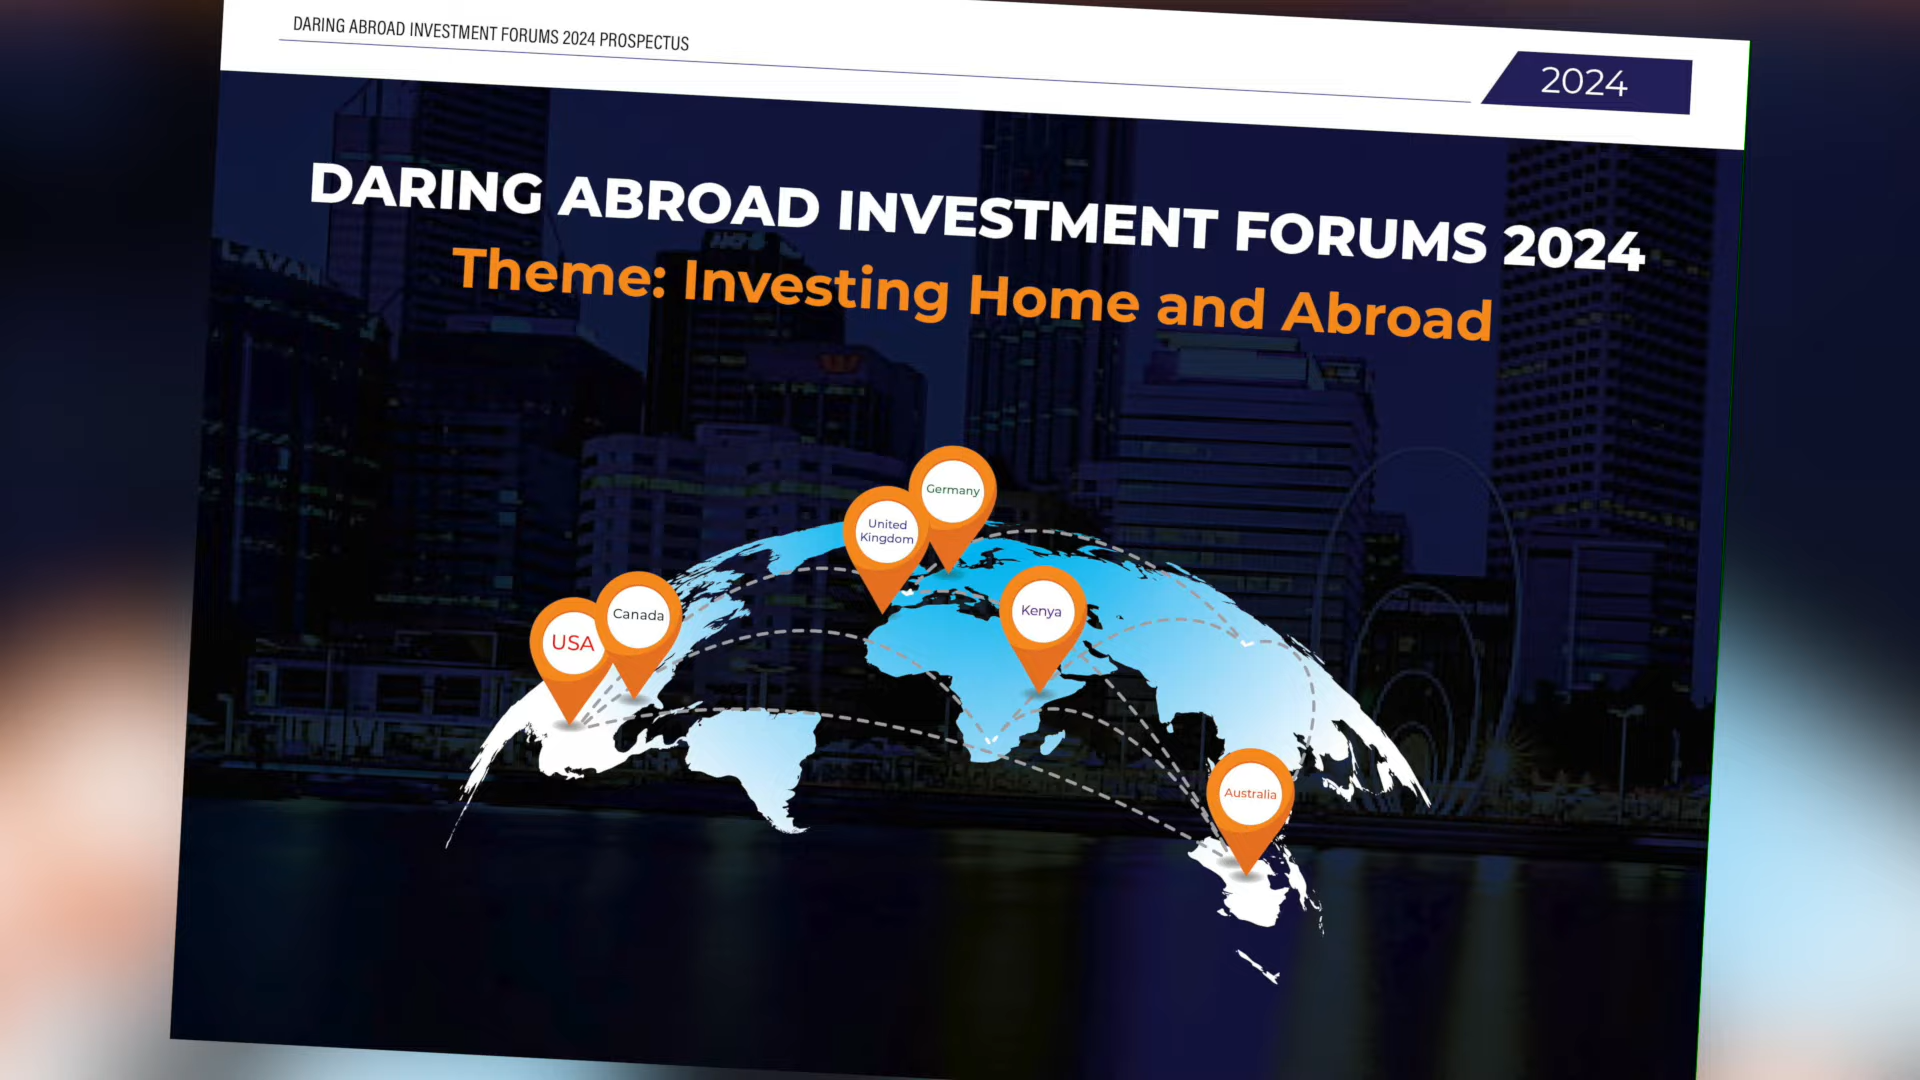 DARING ABROAD INVESTMENT FORUMS 2024 PROSPECTUS
2024
DARING ABROAD INVESTMENT FORUMS 2024
Theme: Investing Home and Abroad
LAVAN
Germany
United
Kingdom
Canada
USA
Kenya
Australia